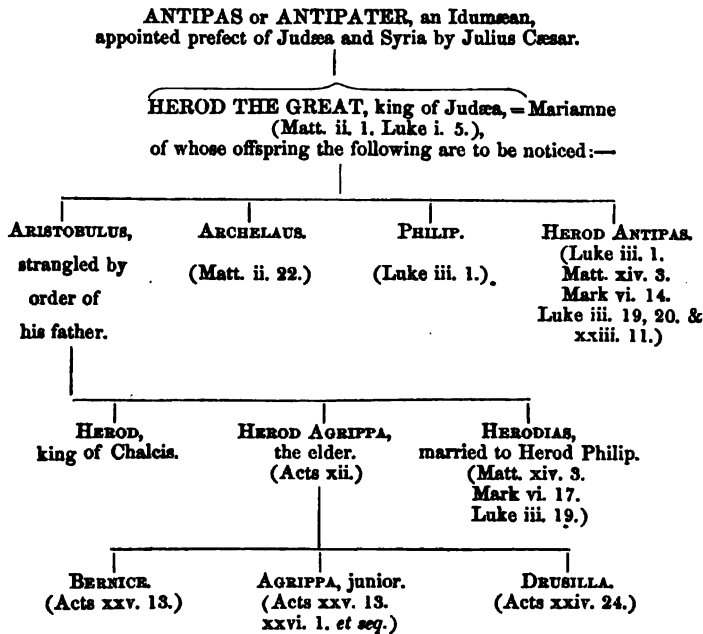 ANTIPAS or ANTIPATER, an Idumæan,
appointed prefect of Judæa and Syria by Julius Cæsar.
HEROD THE GREAT, king of Judæa, = Mariamne
(Matt. ii. 1. Luke i. 5.),
of whose offspring the following are to be noticed:—
ARISTOBULUS,
strangled by
order of
his father.
ARCHELAUS.
(Matt. ii. 22.)
PHILIP.
(Luke iii. 1.)
HEROD ANTIPAS.
(Luke iii. 1.
Matt. xiv. 3.
Mark vi. 14.
Luke iii. 19, 20. &
xxiii. 11.)
HEROD,
king of Chalcis.
HEROD AGRIPPA,
the elder.
(Acts xii.)
HERODIAS,
married to Herod Philip.
(Matt. xiv. 3.
Mark vi. 17.
Luke iii. 19.)
BERNICE.
(Acts xxv. 13.)
AGRIPPA, junior.
(Acts xxv. 13.
xxvi. 1. et seq.)
DRUSILLA.
(Acts xxiv. 24.)